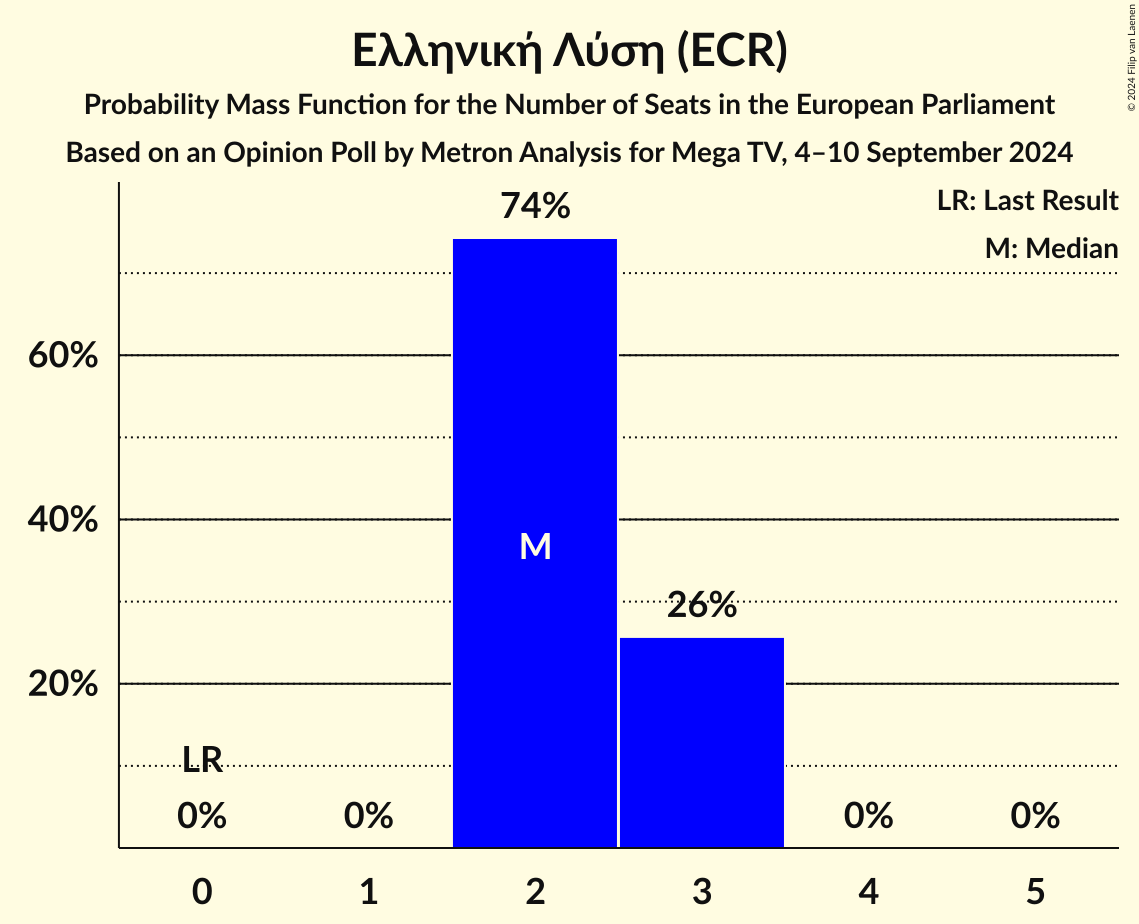 Ελληνική Λύση (ECR)
Probability Mass Function for the Number of Seats in the European Parliament
Based on an Opinion Poll by Metron Analysis for Mega TV, 4–10 September 2024
© 2024 Filip van Laenen
LR: Last Result
M: Median
74%
60%
40%
M
26%
20%
LR
0%
0%
0%
0%
0
1
2
3
4
5